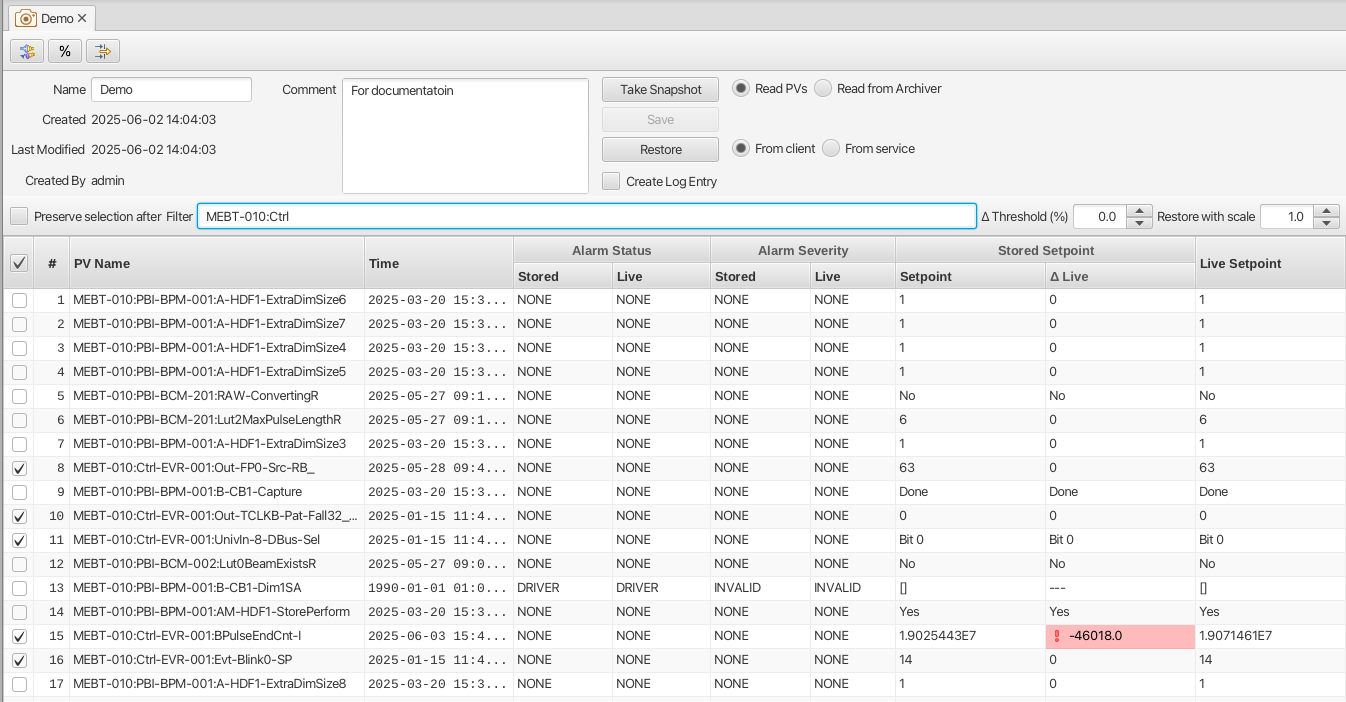 Demo
%
Name Demo Comment For documentatoin Take Snapshot Read PVs Read from Archiver
Created 2025-06-02 14:04:03 Save
Last Modified 2025-06-02 14:04:03 Restore From client From service
Created By admin Create Log Entry
Preserve selection after Filter MEBT-010:Ctrl Δ Threshold (%) 0.0 Restore with scale 1.0
# PV Name Time Alarm Status Alarm Severity Stored Setpoint Live Setpoint
Stored Live Stored Live Setpoint Δ Live
1 MEBT-010:PBI-BPM-001:A-HDF1-ExtraDimSize6 2025-03-20 15:3... NONE NONE NONE NONE 1 0 1
2 MEBT-010:PBI-BPM-001:A-HDF1-ExtraDimSize7 2025-03-20 15:3... NONE NONE NONE NONE 1 0 1
3 MEBT-010:PBI-BPM-001:A-HDF1-ExtraDimSize4 2025-03-20 15:3... NONE NONE NONE NONE 1 0 1
4 MEBT-010:PBI-BPM-001:A-HDF1-ExtraDimSize5 2025-03-20 15:3... NONE NONE NONE NONE 1 0 1
5 MEBT-010:PBI-BCM-201:RAW-ConvertingR 2025-05-27 09:1... NONE NONE NONE NONE No No No
6 MEBT-010:PBI-BCM-201:Lut2MaxPulseLengthR 2025-05-27 09:1... NONE NONE NONE NONE 6 0 6
7 MEBT-010:PBI-BPM-001:A-HDF1-ExtraDimSize3 2025-03-20 15:3... NONE NONE NONE NONE 1 0 1
8 MEBT-010:Ctrl-EVR-001:Out-FP0-Src-RB_ 2025-05-28 09:4... NONE NONE NONE NONE 63 0 63
9 MEBT-010:PBI-BPM-001:B-CB1-Capture 2025-03-20 15:3... NONE NONE NONE NONE Done Done Done
10 MEBT-010:Ctrl-EVR-001:Out-TCLKB-Pat-Fall32_... 2025-01-15 11:4... NONE NONE NONE NONE 0 0 0
11 MEBT-010:Ctrl-EVR-001:UnivIn-8-DBus-Sel 2025-01-15 11:4... NONE NONE NONE NONE Bit 0 Bit 0 Bit 0
12 MEBT-010:PBI-BCM-002:Lut0BeamExistsR 2025-05-27 09:0... NONE NONE NONE NONE No No No
13 MEBT-010:PBI-BPM-001:B-CB1-Dim1SA 1990-01-01 01:0... DRIVER DRIVER INVALID INVALID [] --- []
14 MEBT-010:PBI-BPM-001:AM-HDF1-StorePerform 2025-03-20 15:3... NONE NONE NONE NONE Yes Yes Yes
15 MEBT-010:Ctrl-EVR-001:BPulseEndCnt-I 2025-06-03 15:4... NONE NONE NONE NONE 1.9025443E7 -46018.0 1.9071461E7
16 MEBT-010:Ctrl-EVR-001:Evt-Blink0-SP 2025-01-15 11:4... NONE NONE NONE NONE 14 0 14
17 MEBT-010:PBI-BPM-001:A-HDF1-ExtraDimSize8 2025-03-20 15:3... NONE NONE NONE NONE 1 0 1